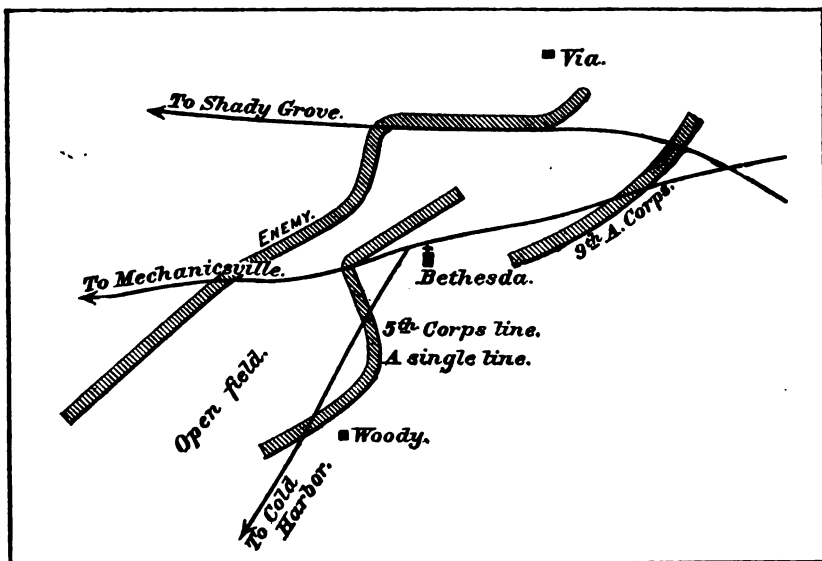 Via.
To Shady Grove.
ENEMY.
9th A. Corps.
To Mechanicsville.
Bethesda.
5th Corps line.
A single line.
Open field.
Woody.
To Cold
Harbor.